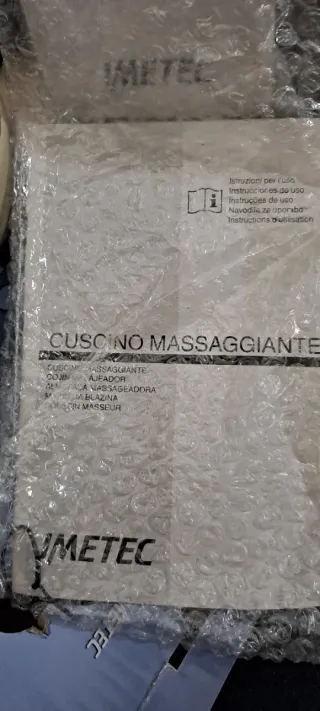 IMETEC
Istruzioni per l'uso
Instrucciones de uso
Instruções de uso
Navodila za uporabo
Instructions d'utilisation
CUSCINO MASSAGGIANTE
CUSCINO MASSAGGIANTE
COJIN
MASSAGEADORA
BLAZINA
MASSEUR
IMETEC